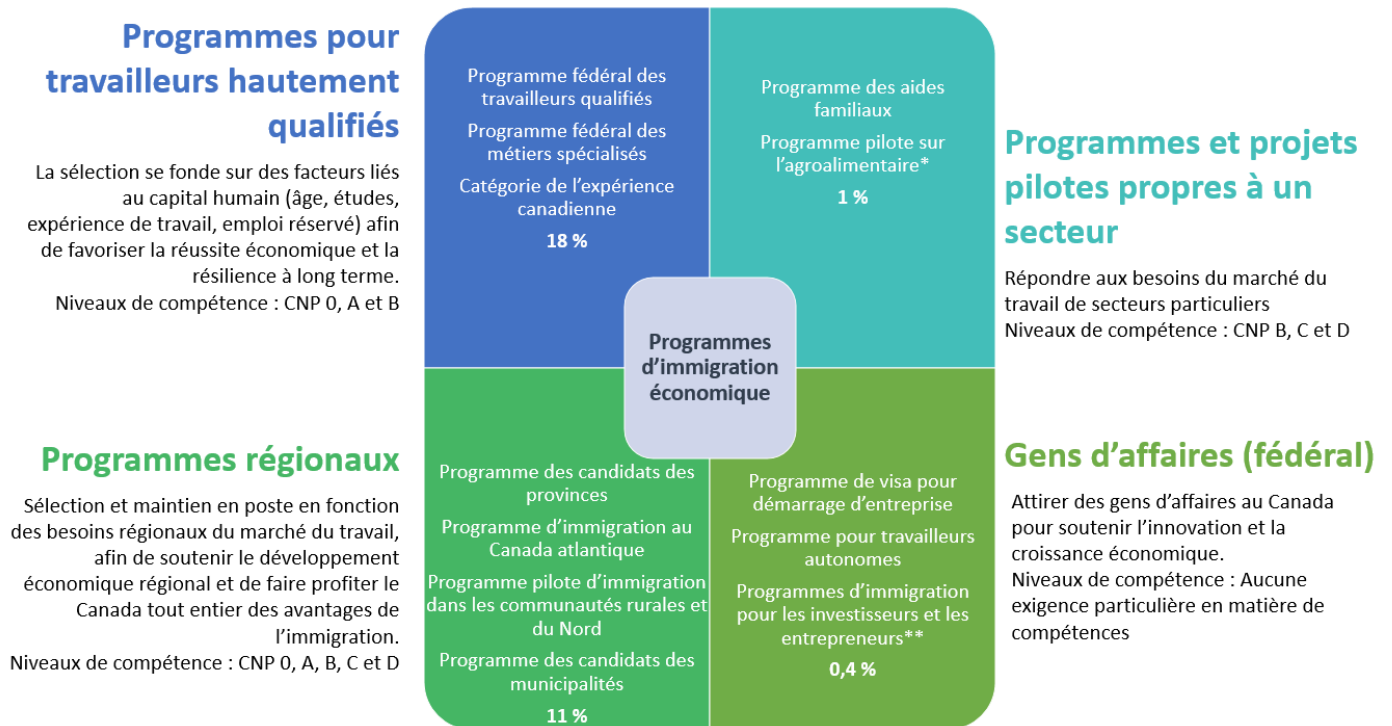 Programmes pour
travailleurs hautement
qualifiés
La sélection se fonde sur des facteurs liés
au capital humain (âge, études,
expérience de travail, emploi réservé) afin
de favoriser la réussite économique et la
résilience à long terme.
Niveaux de compétence : CNP 0, A et B
Programme fédéral des
travailleurs qualifiés
Programme fédéral des
métiers spécialisés
Catégorie de l’expérience
canadienne
18 %
Programme des aides
familiaux
Programme pilote sur
l’agroalimentaire*
1 %
Programmes et projets
pilotes propres à un
secteur
Répondre aux besoins du marché du
travail de secteurs particuliers
Niveaux de compétence : CNP B, C et D
Programmes
d’immigration
économique
Programmes régionaux
Sélection et maintien en poste en fonction
des besoins régionaux du marché du travail,
afin de soutenir le développement
économique régional et de faire profiter le
Canada tout entier des avantages de
l’immigration.
Niveaux de compétence : CNP 0, A, B, C et D
Programme des candidats des
provinces
Programme d’immigration au
Canada atlantique
Programme pilote d’immigration
dans les communautés rurales et
du Nord
Programme des candidats des
municipalités
11 %
Programme de visa pour
démarrage d’entreprise
Programme pour travailleurs
autonomes
Programmes d’immigration
pour les investisseurs et les
entrepreneurs**
0,4 %
Gens d’affaires (fédéral)
Attirer des gens d’affaires au Canada
pour soutenir l’innovation et la
croissance économique.
Niveaux de compétence : Aucune
exigence particulière en matière de
compétences